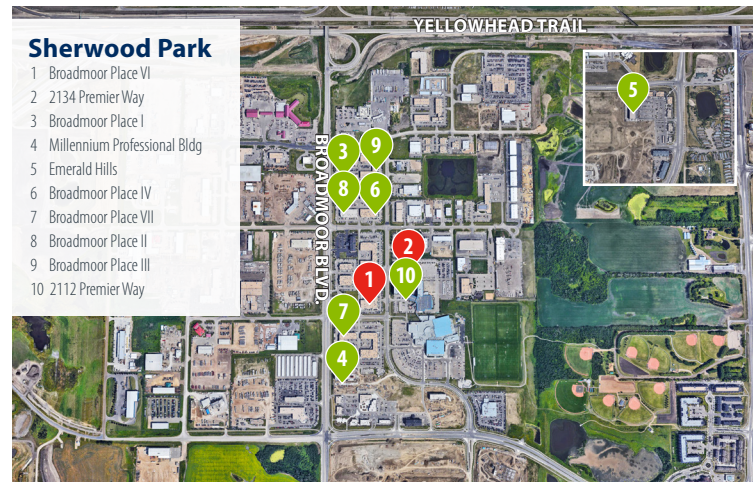 YELLOWHEAD TRAIL
Sherwood Park
1 Broadmoor Place VI
2 2134 Premier Way
3 Broadmoor Place I
4 Millennium Professional Bldg
5 Emerald Hills
6 Broadmoor Place IV
7 Broadmoor Place VII
8 Broadmoor Place II
9 Broadmoor Place III
10 2112 Premier Way
BROADMOOR BLVD.
5
3
9
8
6
2
10
1
7
4